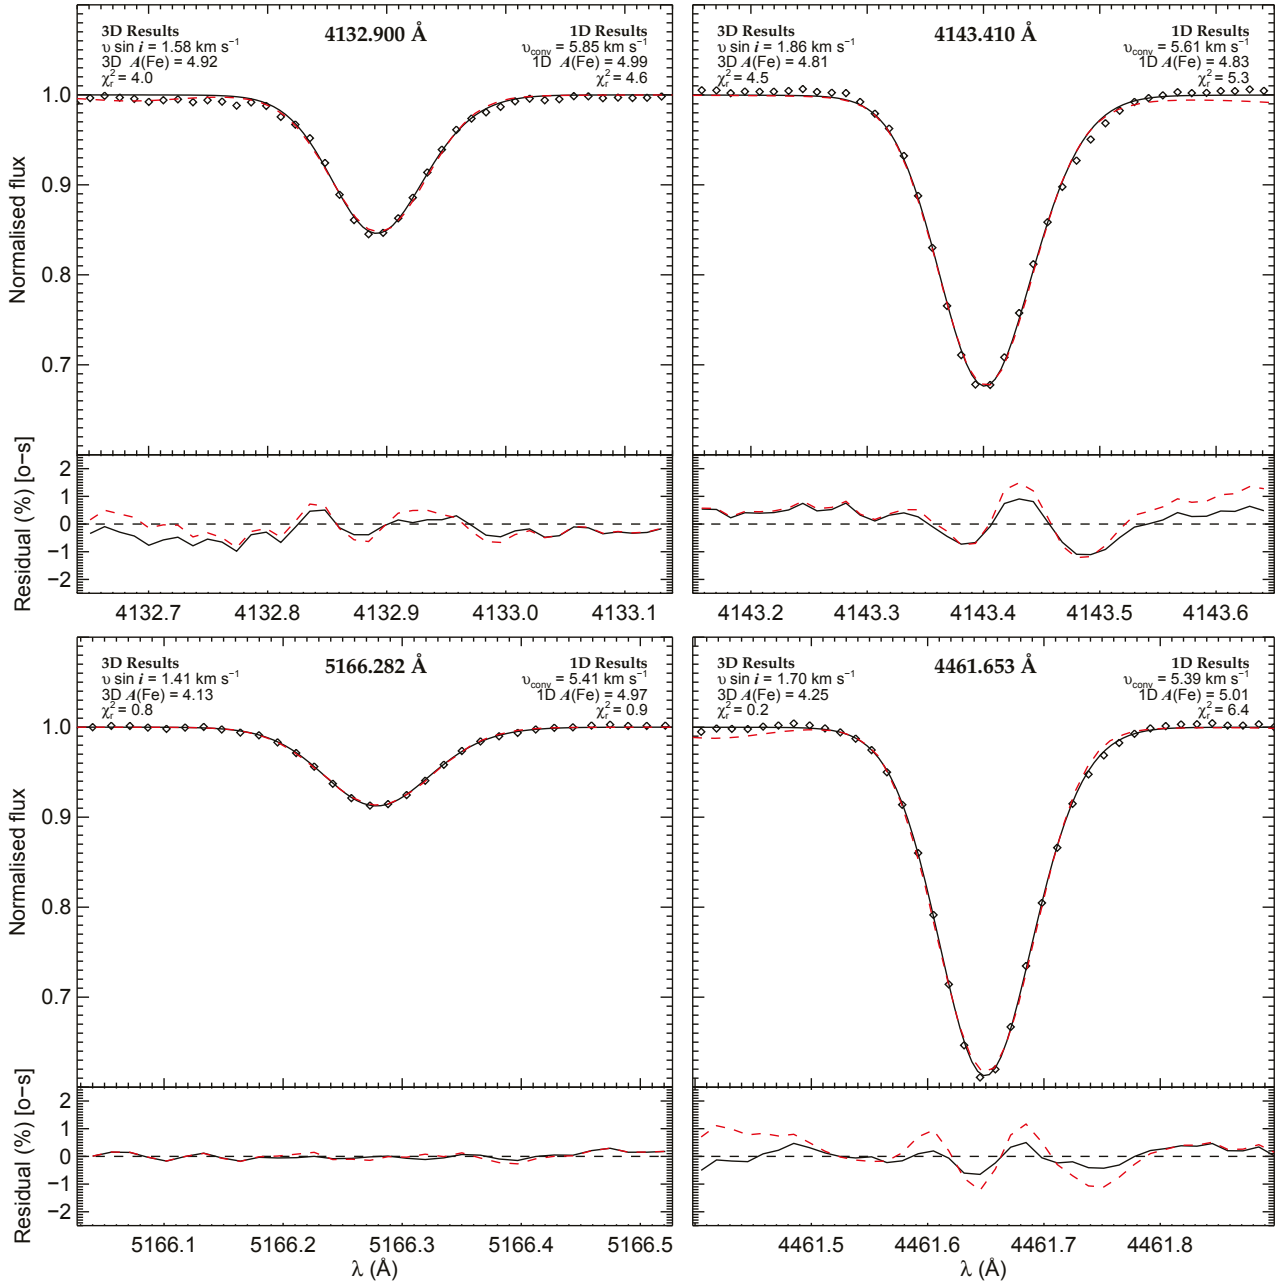 3D Results
υ sin i = 1.58 km s⁻¹
3D A(Fe) = 4.92
χᵣ² = 4.0
4132.900 Å
1D Results
υconv = 5.85 km s⁻¹
1D A(Fe) = 4.99
χᵣ² = 4.6
3D Results
υ sin i = 1.86 km s⁻¹
3D A(Fe) = 4.81
χᵣ² = 4.5
4143.410 Å
1D Results
υconv = 5.61 km s⁻¹
1D A(Fe) = 4.83
χᵣ² = 5.3
1.0
0.9
0.8
0.7
Normalised flux
2
1
0
−1
−2
Residual (%) [o−s]
4132.7 4132.8 4132.9 4133.0 4133.1
4143.2 4143.3 4143.4 4143.5 4143.6
3D Results
υ sin i = 1.41 km s⁻¹
3D A(Fe) = 4.13
χᵣ² = 0.8
5166.282 Å
1D Results
υconv = 5.41 km s⁻¹
1D A(Fe) = 4.97
χᵣ² = 0.9
3D Results
υ sin i = 1.70 km s⁻¹
3D A(Fe) = 4.25
χᵣ² = 0.2
4461.653 Å
1D Results
υconv = 5.39 km s⁻¹
1D A(Fe) = 5.01
χᵣ² = 6.4
1.0
0.9
0.8
0.7
Normalised flux
2
1
0
−1
−2
Residual (%) [o−s]
5166.1 5166.2 5166.3 5166.4 5166.5
4461.5 4461.6 4461.7 4461.8
λ (Å)
λ (Å)